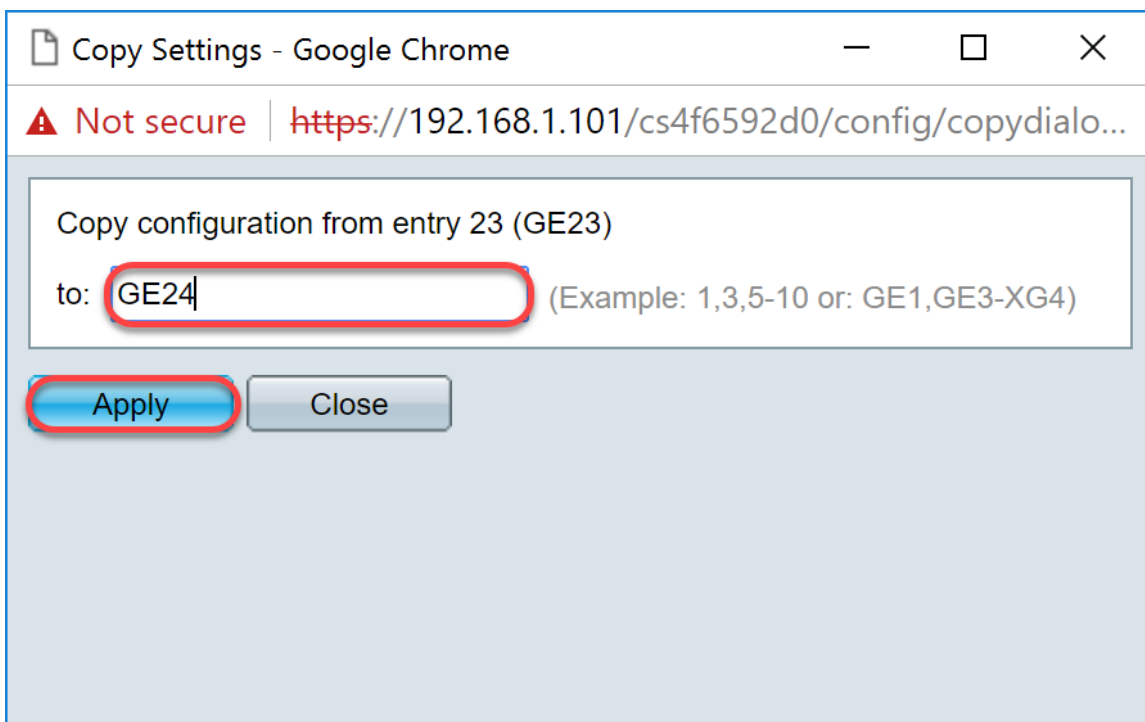 Copy Settings - Google Chrome
Not secure https://192.168.1.101/cs4f6592d0/config/copydialo...
Copy configuration from entry 23 (GE23)
to: GE24 (Example: 1,3,5-10 or: GE1,GE3-XG4)
Apply Close